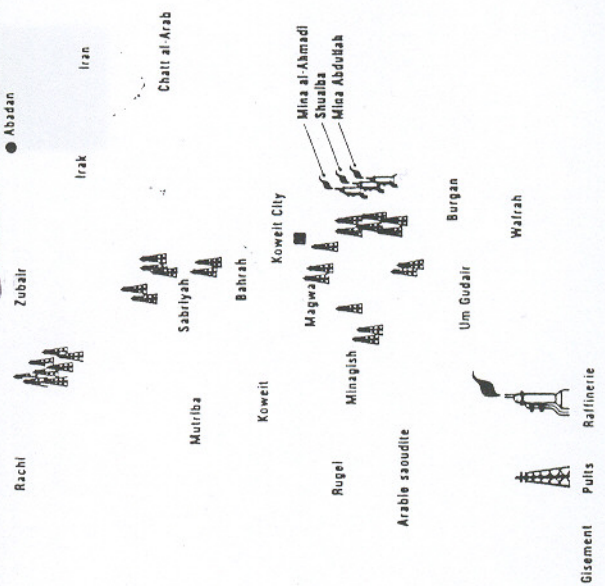 Abadan
Iran
Chatt al-Arab
Irak
Zubair
Rachi
Sabriyah
Bahrah
Mutriba
Koweit
Koweit City
Mina al-Ahmadi
Shuaiba
Mina Abdullah
Magwa
Minagish
Rugei
Arabie saoudite
Burgan
Um Gudair
Wafrah
Gisement
Puits
Raffinerie